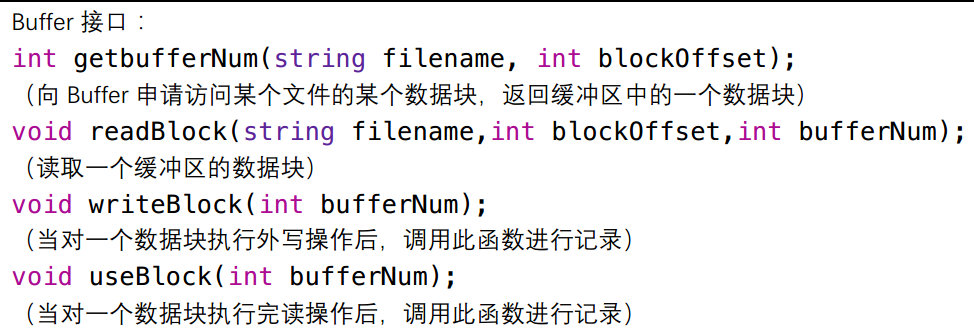 Buffer 接口：
int getbufferNum(string filename, int blockOffset);
（向 Buffer 申请访问某个文件的某个数据块，返回缓冲区中的一个数据块）
void readBlock(string filename,int blockOffset,int bufferNum);
（读取一个缓冲区的数据块）
void writeBlock(int bufferNum);
（当对一个数据块执行外写操作后，调用此函数进行记录）
void useBlock(int bufferNum);
（当对一个数据块执行完读操作后，调用此函数进行记录）